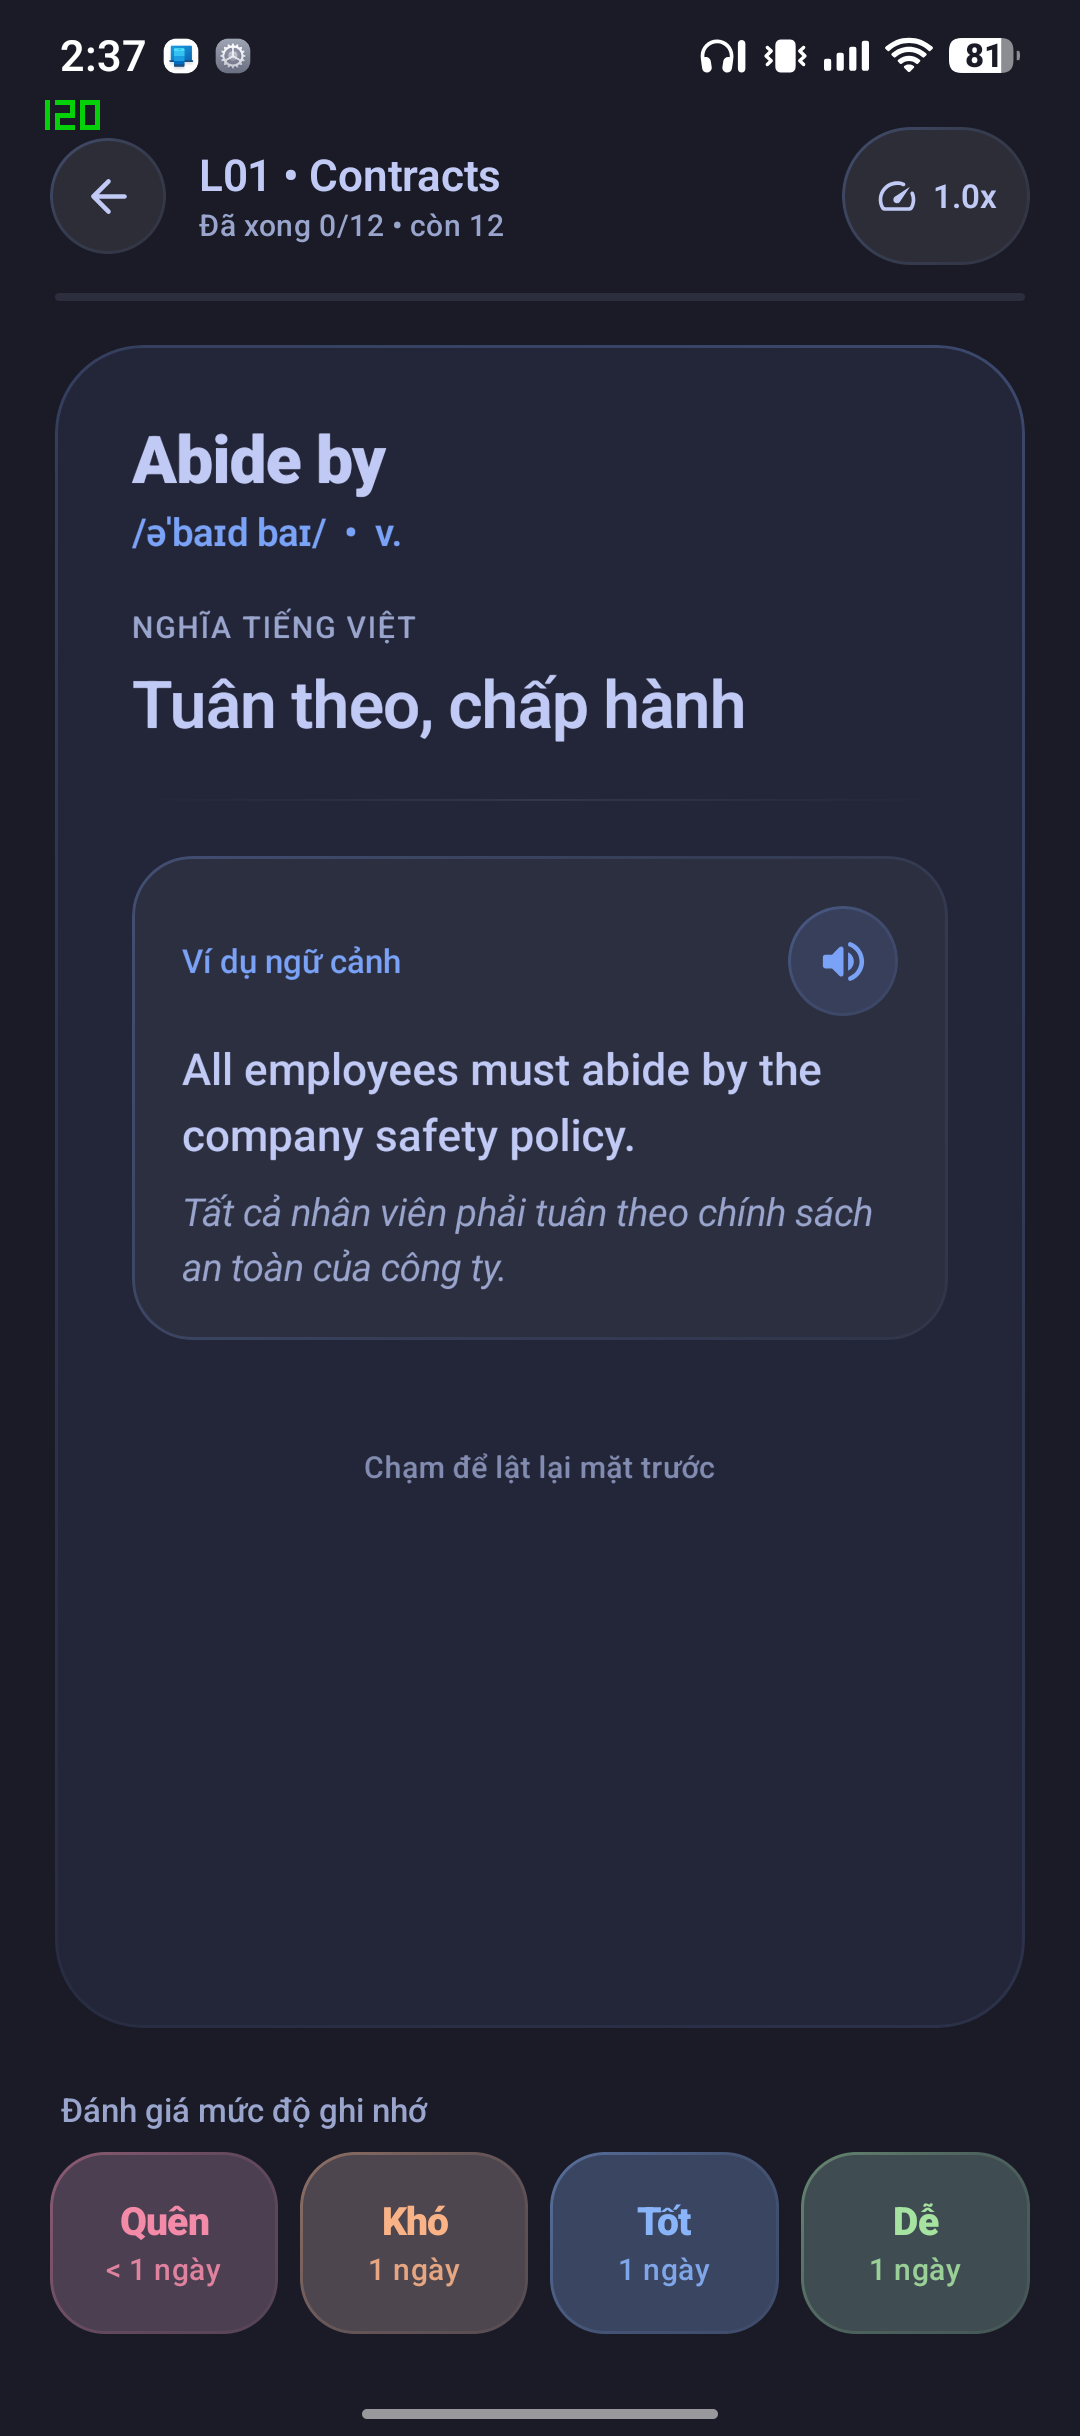 2:37
81
120
L01 • Contracts
Đã xong 0/12 • còn 12
1.0x
Abide by
/əˈbaɪd baɪ/ • v.
NGHĨA TIẾNG VIỆT
Tuân theo, chấp hành
Ví dụ ngữ cảnh
All employees must abide by the
company safety policy.
Tất cả nhân viên phải tuân theo chính sách
an toàn của công ty.
Chạm để lật lại mặt trước
Đánh giá mức độ ghi nhớ
Quên
< 1 ngày
Khó
1 ngày
Tốt
1 ngày
Dễ
1 ngày